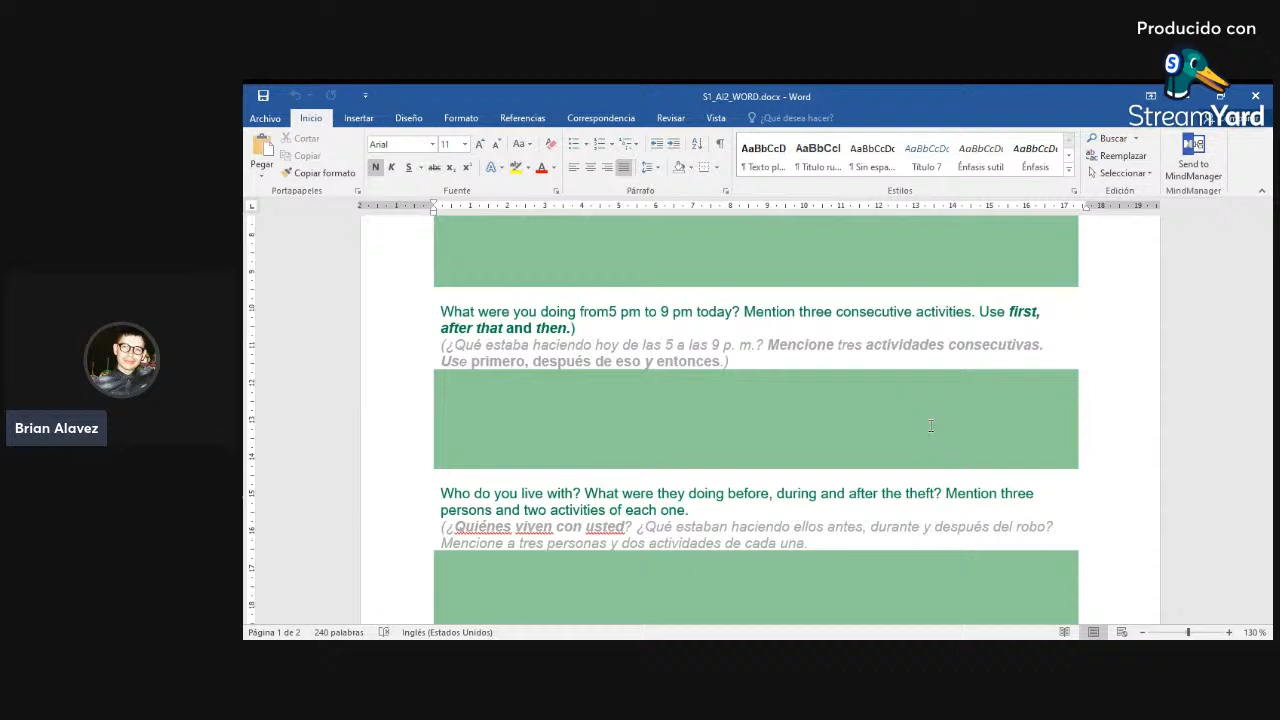 Producido con
StreamYard
S1_AI2_WORD.docx - Word
Archivo Inicio Insertar Diseño Formato Referencias Correspondencia Revisar Vista ¿Qué desea hacer?
Pegar
Cortar
Copiar
Copiar formato
Portapapeles
Arial 11
Fuente
Párrafo
AaBbCcD AaBbCcI AaBbCcDc AaBbCcDc AaBbCcDc AaBbCcDc
¶ Texto pl... ¶ Título ru... ¶ Sin espa... Título 7 Énfasis sutil Énfasis
Estilos
Buscar
Reemplazar
Seleccionar
Edición
Send to
MindManager
MindManager
What were you doing from5 pm to 9 pm today? Mention three consecutive activities. Use first,
after that and then.)
(¿Qué estaba haciendo hoy de las 5 a las 9 p. m.? Mencione tres actividades consecutivas.
Use primero, después de eso y entonces.)
Who do you live with? What were they doing before, during and after the theft? Mention three
persons and two activities of each one.
(¿Quiénes viven con usted? ¿Qué estaban haciendo ellos antes, durante y después del robo?
Mencione a tres personas y dos actividades de cada una.
Brian Alavez
Página 1 de 2 240 palabras Inglés (Estados Unidos) 130 %